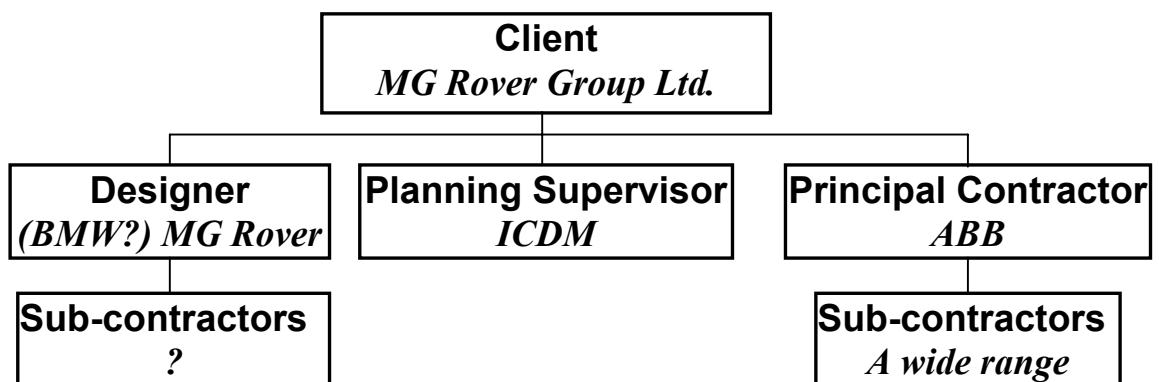 Client
MG Rover Group Ltd.
Designer
(BMW?) MG Rover
Planning Supervisor
ICDM
Principal Contractor
ABB
Sub-contractors
?
Sub-contractors
A wide range